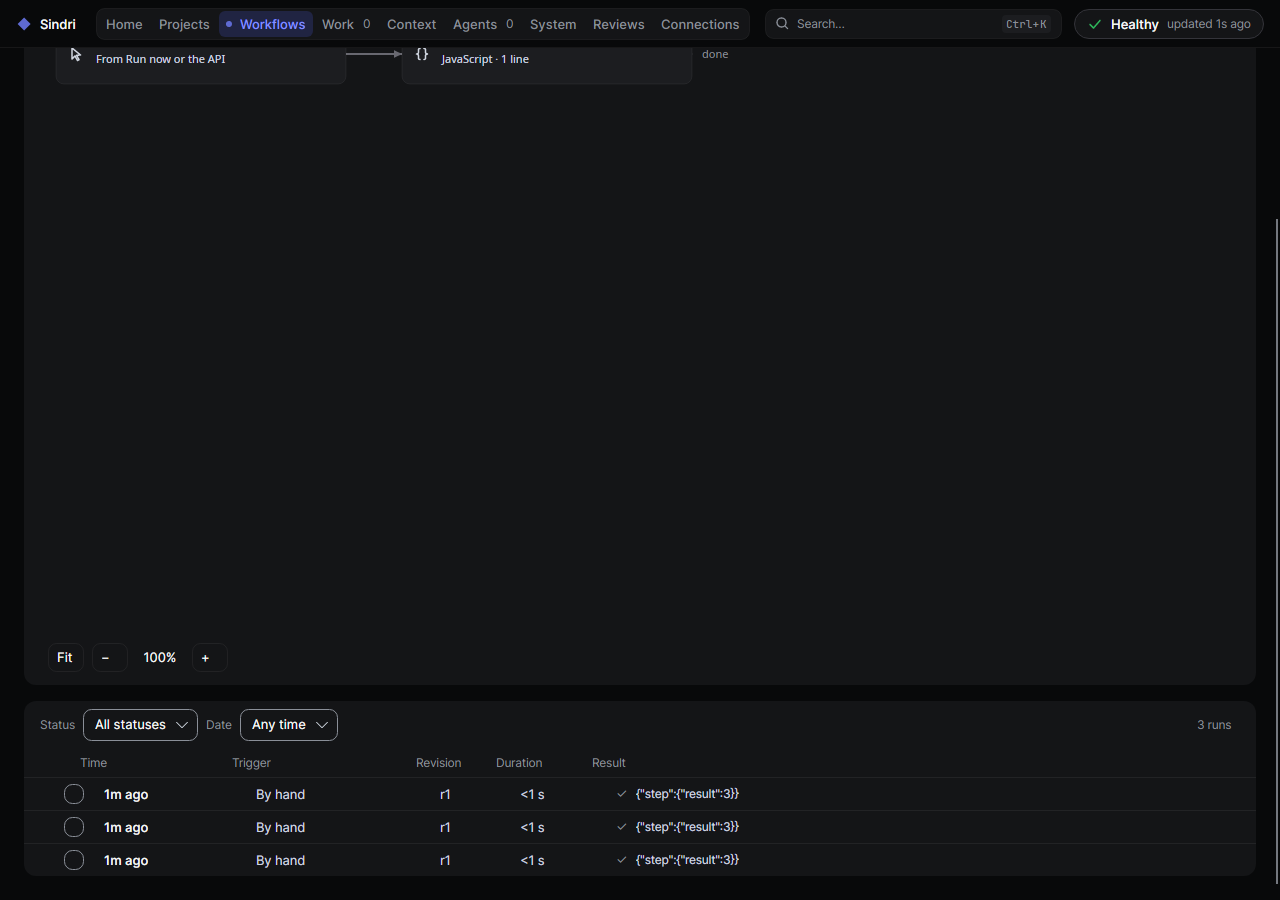 Sindri Home Projects Workflows Work 0 Context Agents 0 System Reviews Connections Search... Ctrl+K Healthy updated 1s ago
From Run now or the API {} JavaScript · 1 line done
Fit − 100% +
Status All statuses Date Any time 3 runs
Time Trigger Revision Duration Result
1m ago By hand r1 <1 s {"step":{"result":3}}
1m ago By hand r1 <1 s {"step":{"result":3}}
1m ago By hand r1 <1 s {"step":{"result":3}}